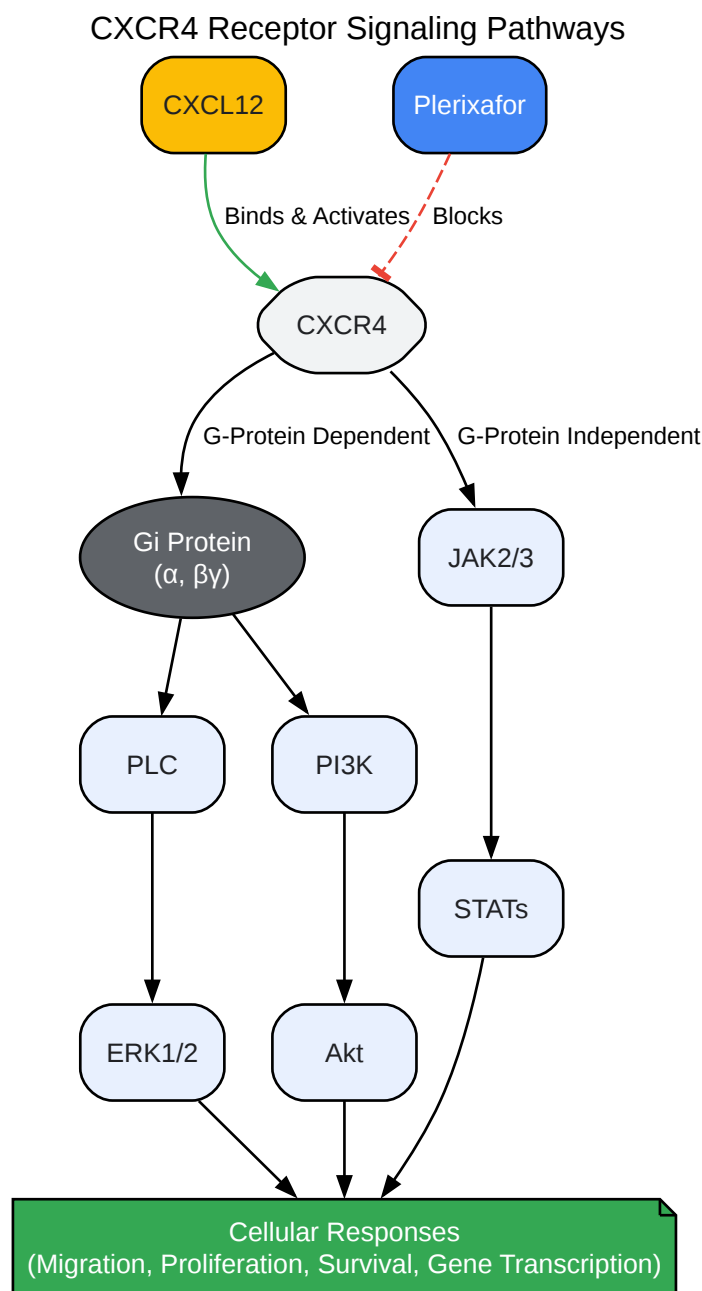 CXCR4 Receptor Signaling Pathways
CXCL12
Plerixafor
Binds & Activates
Blocks
CXCR4
G-Protein Dependent
G-Protein Independent
Gi Protein
(α, βγ)
JAK2/3
PLC
PI3K
STATs
ERK1/2
Akt
Cellular Responses
(Migration, Proliferation, Survival, Gene Transcription)